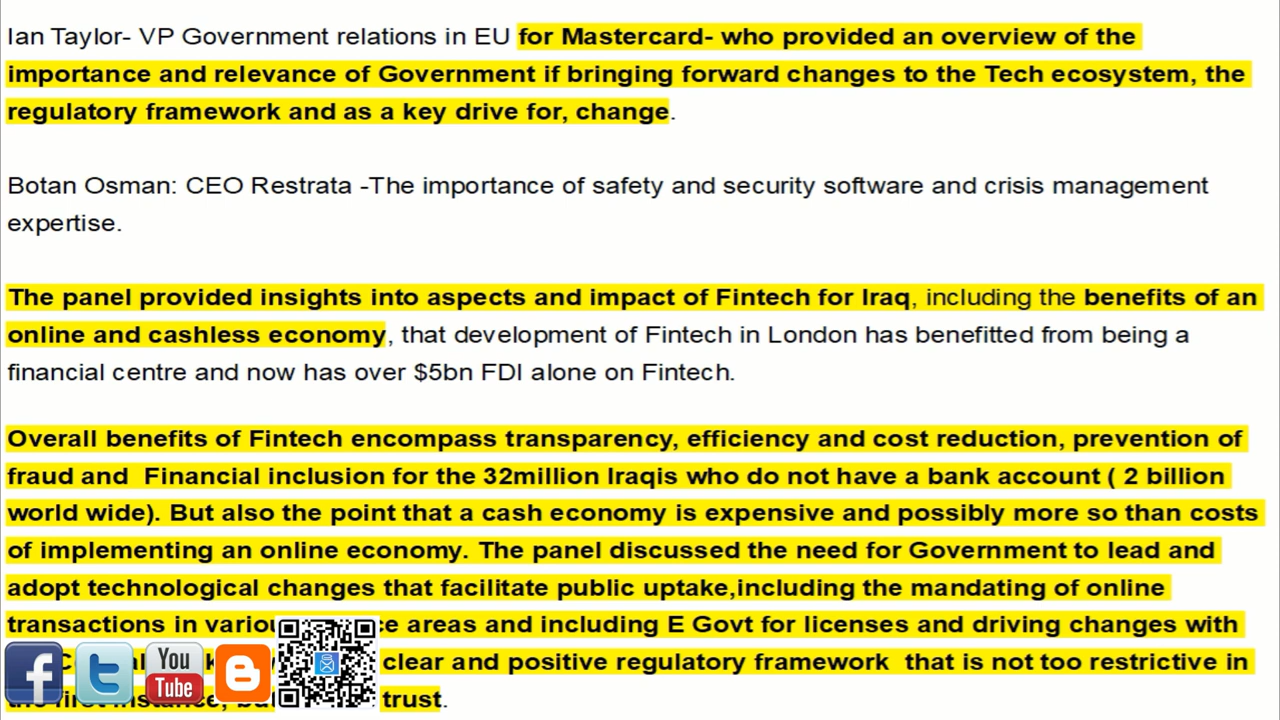 Ian Taylor- VP Government relations in EU for Mastercard- who provided an overview of the
importance and relevance of Government if bringing forward changes to the Tech ecosystem, the
regulatory framework and as a key drive for, change.
Botan Osman: CEO Restrata -The importance of safety and security software and crisis management
expertise.
The panel provided insights into aspects and impact of Fintech for Iraq, including the benefits of an
online and cashless economy, that development of Fintech in London has benefitted from being a
financial centre and now has over $5bn FDI alone on Fintech.
Overall benefits of Fintech encompass transparency, efficiency and cost reduction, prevention of
fraud and  Financial inclusion for the 32million Iraqis who do not have a bank account ( 2 billion
world wide). But also the point that a cash economy is expensive and possibly more so than costs
of implementing an online economy. The panel discussed the need for Government to lead and
adopt technological changes that facilitate public uptake,including the mandating of online
transactions in areas and including E Govt for licenses and driving changes with
clear and positive regulatory framework  that is not too restrictive in
trust.
You
Tube